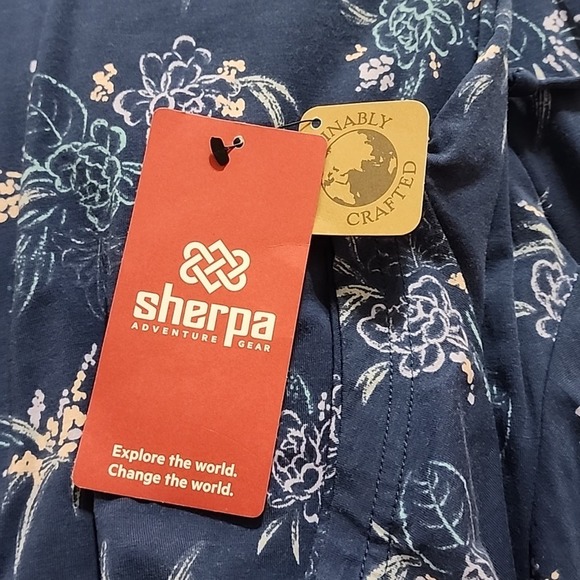 INABLY
CRAFTED
sherpa
ADVENTURE GEAR
Explore the world.
Change the world.